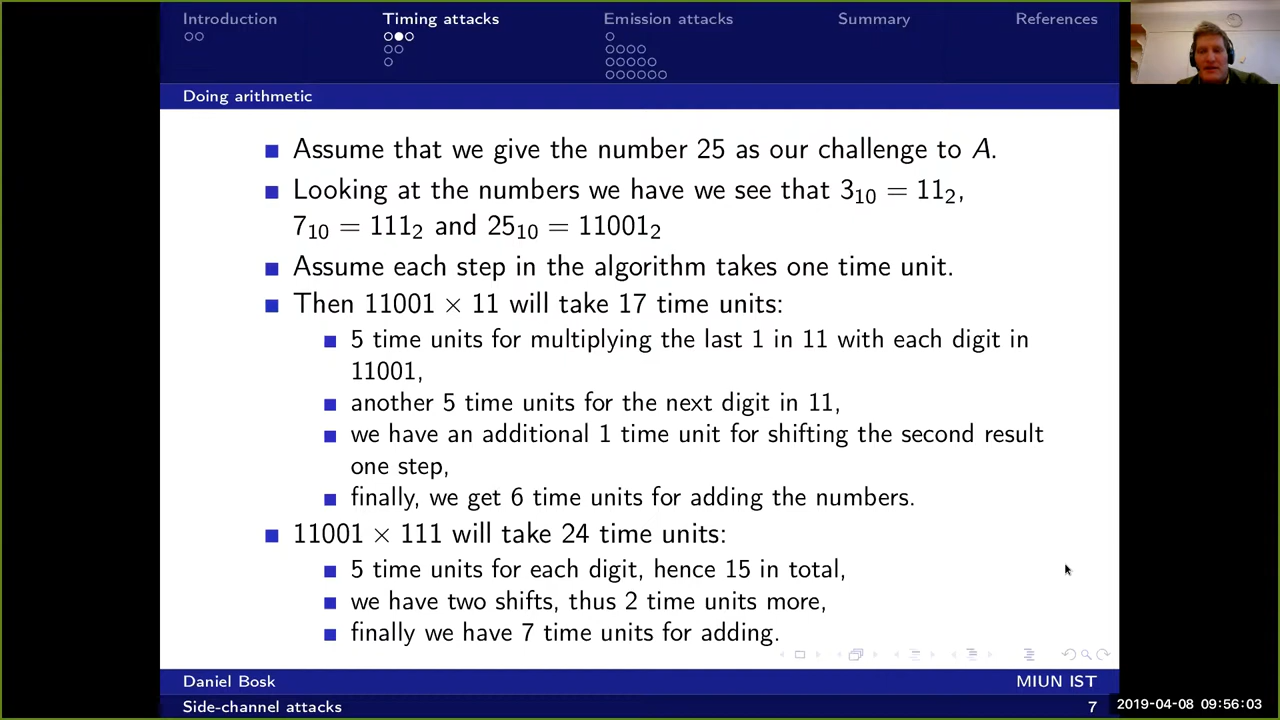 Introduction Timing attacks Emission attacks Summary References
Doing arithmetic
Assume that we give the number 25 as our challenge to A.
Looking at the numbers we have we see that 3₁₀ = 11₂,
7₁₀ = 111₂ and 25₁₀ = 11001₂
Assume each step in the algorithm takes one time unit.
Then 11001 × 11 will take 17 time units:
5 time units for multiplying the last 1 in 11 with each digit in
11001,
another 5 time units for the next digit in 11,
we have an additional 1 time unit for shifting the second result
one step,
finally, we get 6 time units for adding the numbers.
11001 × 111 will take 24 time units:
5 time units for each digit, hence 15 in total,
we have two shifts, thus 2 time units more,
finally we have 7 time units for adding.
Daniel Bosk MIUN IST
Side-channel attacks 7
2019-04-08 09:56:03